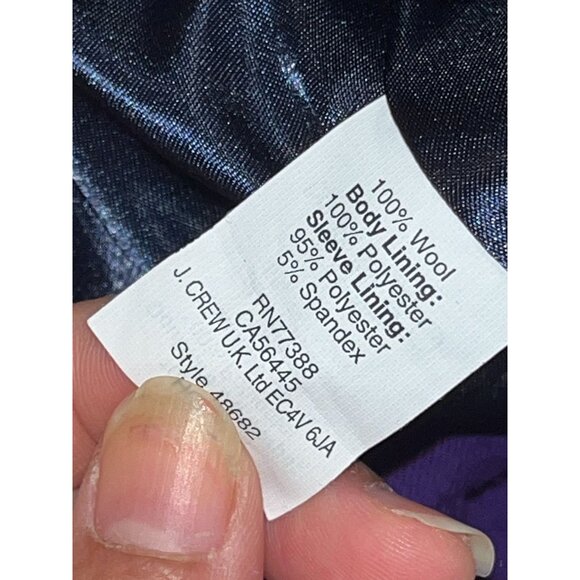 100% Wool
Body Lining:
100% Polyester
Sleeve Lining:
95% Polyester
5% Spandex
RN77388
CA56445
J. CREW U.K. Ltd EC4V 6JA
Style 48682